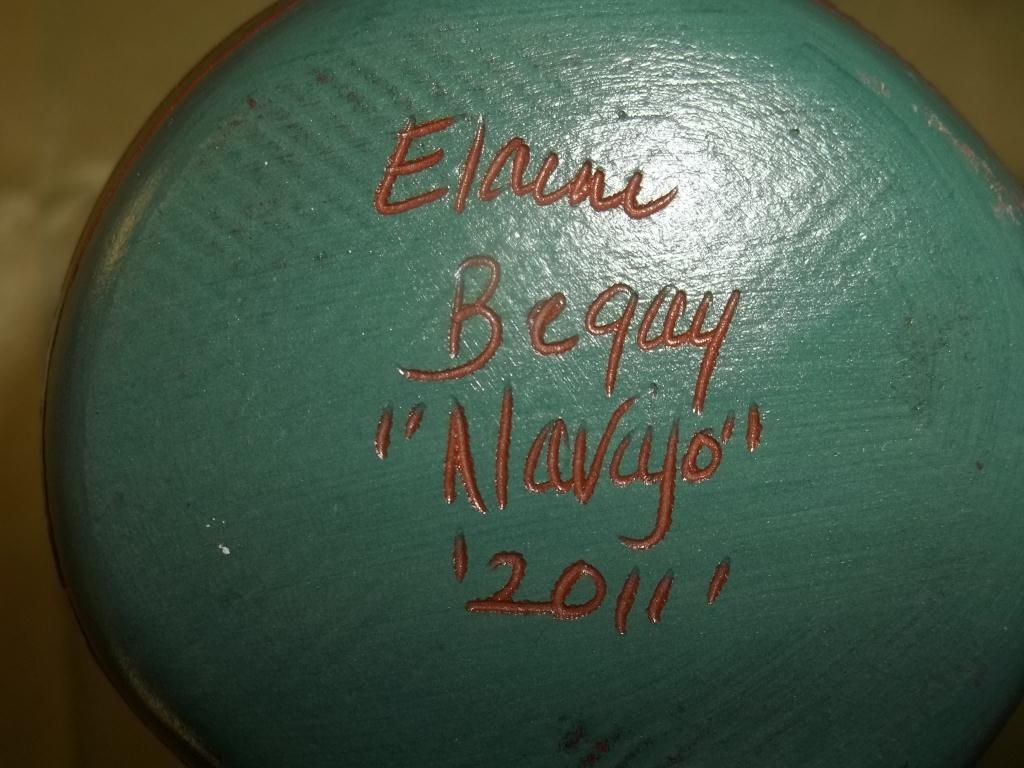 Elaine
Begay
"Navajo"
'2011'